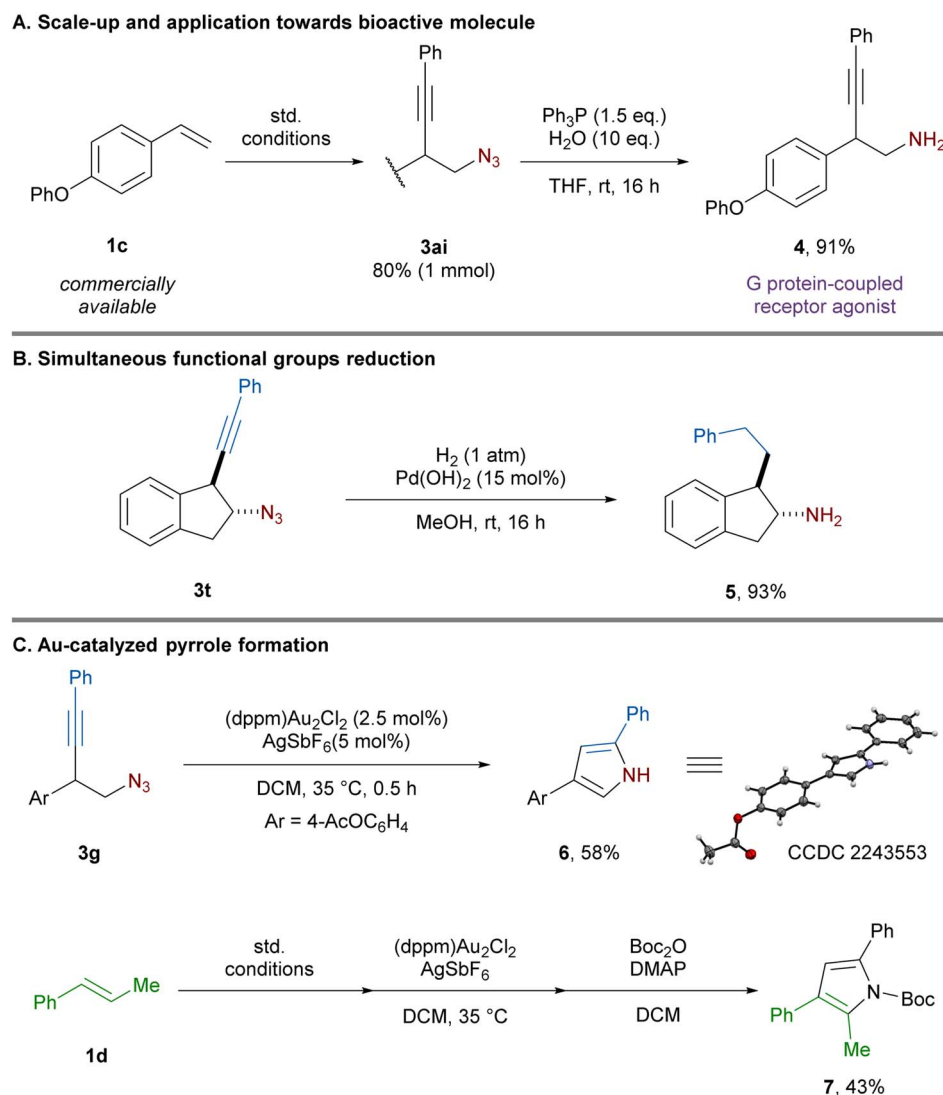 A. Scale-up and application towards bioactive molecule
PhO
1c
commercially
available
std.
conditions
Ph
N3
3ai
80% (1 mmol)
Ph3P (1.5 eq.)
H2O (10 eq.)
THF, rt, 16 h
Ph
NH2
PhO
4, 91%
G protein-coupled
receptor agonist
B. Simultaneous functional groups reduction
Ph
N3
3t
H2 (1 atm)
Pd(OH)2 (15 mol%)
MeOH, rt, 16 h
Ph
NH2
5, 93%
C. Au-catalyzed pyrrole formation
Ph
Ar
N3
3g
(dppm)Au2Cl2 (2.5 mol%)
AgSbF6(5 mol%)
DCM, 35 °C, 0.5 h
Ar = 4-AcOC6H4
Ph
NH
Ar
6, 58%
CCDC 2243553
Ph
Me
1d
std.
conditions
(dppm)Au2Cl2
AgSbF6
DCM, 35 °C
Boc2O
DMAP
DCM
Ph
N
Boc
Ph
Me
7, 43%